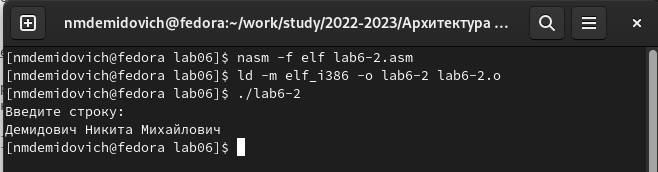 nmdemidovich@fedora:~/work/study/2022-2023/Архитектура ...
[nmdemidovich@fedora lab06]$ nasm -f elf lab6-2.asm
[nmdemidovich@fedora lab06]$ ld -m elf_i386 -o lab6-2 lab6-2.o
[nmdemidovich@fedora lab06]$ ./lab6-2
Введите строку:
Демидович Никита Михайлович
[nmdemidovich@fedora lab06]$